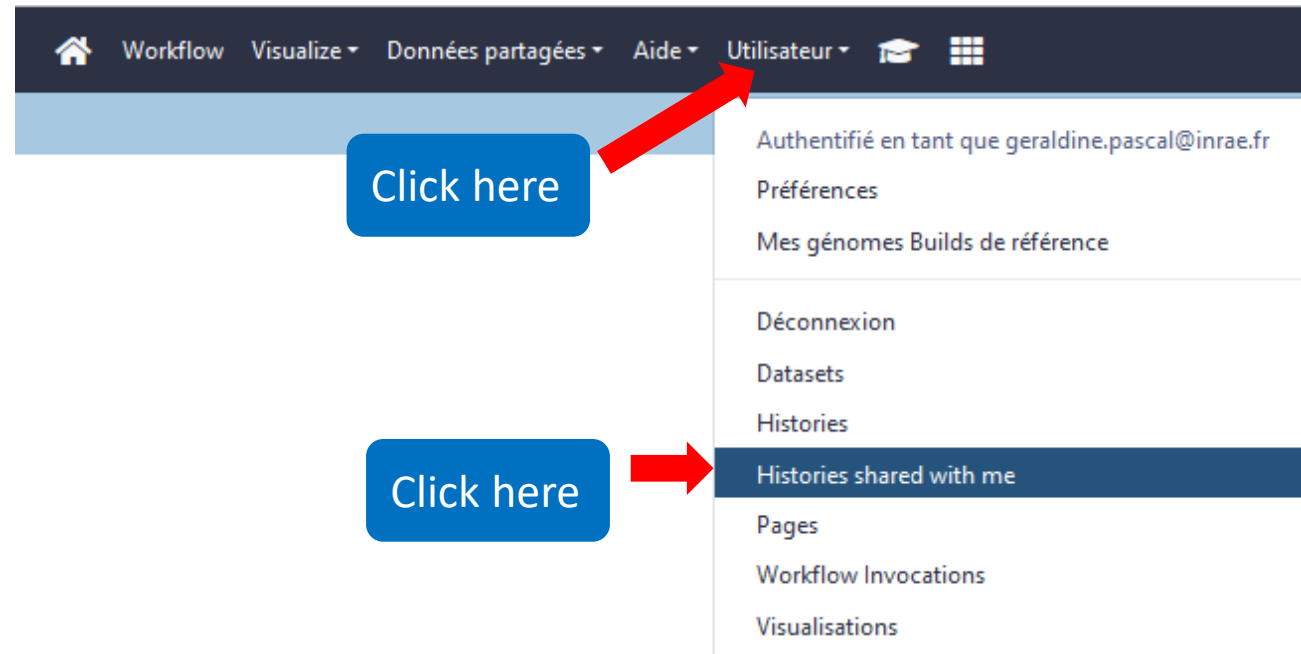 Workflow Visualize Données partagées Aide Utilisateur
Click here
Authentifié en tant que geraldine.pascal@inrae.fr
Préférences
Mes génomes Builds de référence
Déconnexion
Datasets
Histories
Click here
Histories shared with me
Pages
Workflow Invocations
Visualisations